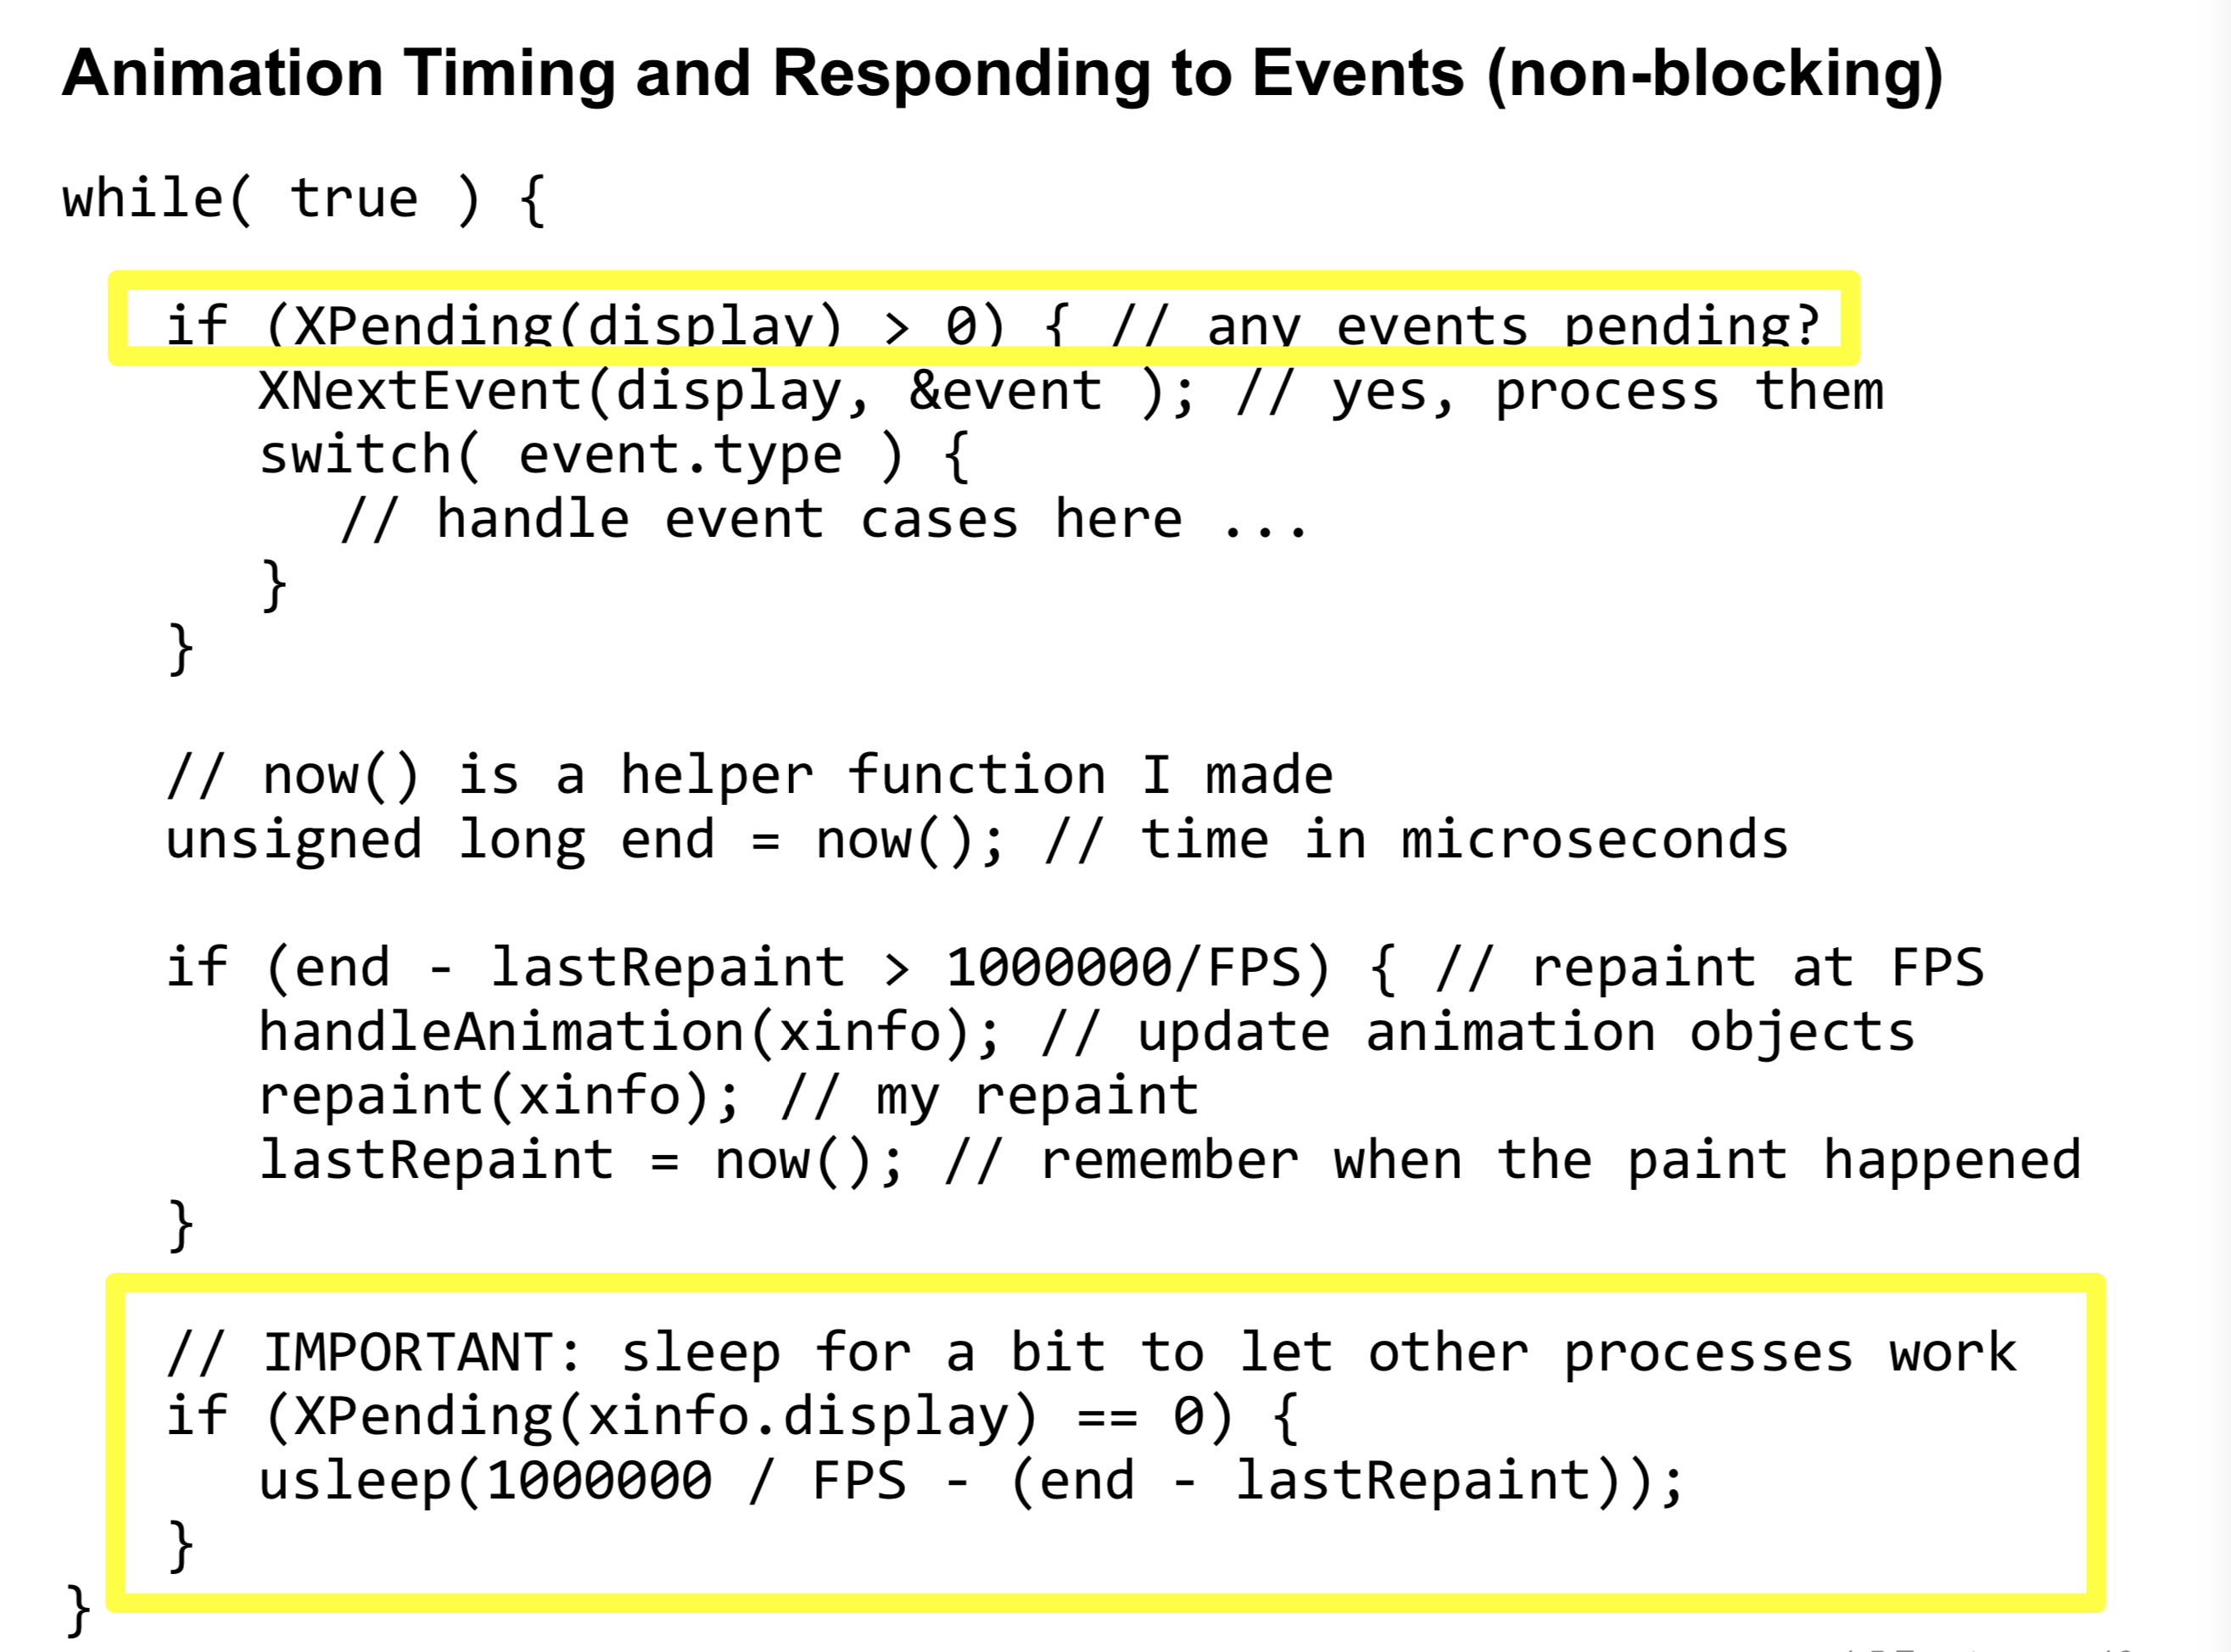 Animation Timing and Responding to Events (non-blocking)
while( true ) {
if (XPending(display) > 0) { // any events pending?
XNextEvent(display, &event ); // yes, process them
switch( event.type ) {
// handle event cases here ...
}
}
// now() is a helper function I made
unsigned long end = now(); // time in microseconds
if (end - lastRepaint > 1000000/FPS) { // repaint at FPS
handleAnimation(xinfo); // update animation objects
repaint(xinfo); // my repaint
lastRepaint = now(); // remember when the paint happened
}
// IMPORTANT: sleep for a bit to let other processes work
if (XPending(xinfo.display) == 0) {
usleep(1000000 / FPS - (end - lastRepaint));
}
}